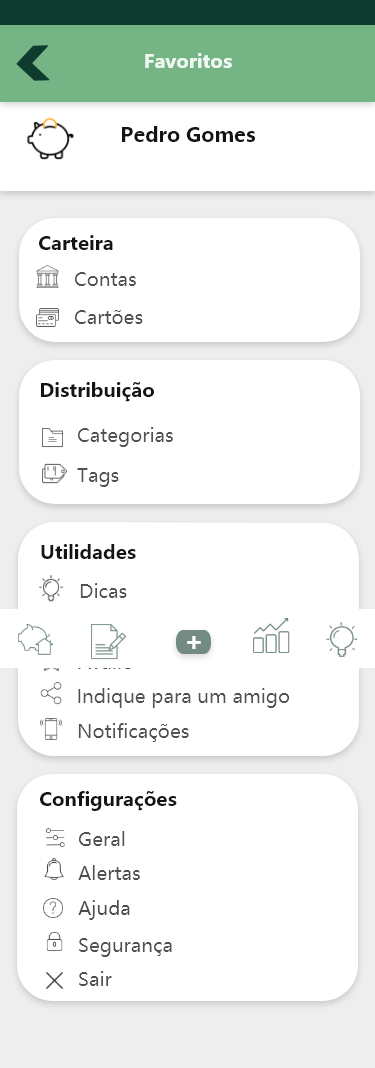 Favoritos
Pedro Gomes
Carteira
Contas
Cartões
Distribuição
Categorias
Tags
Utilidades
Dicas
Indique para um amigo
Notificações
Configurações
Geral
Alertas
Ajuda
Segurança
Sair